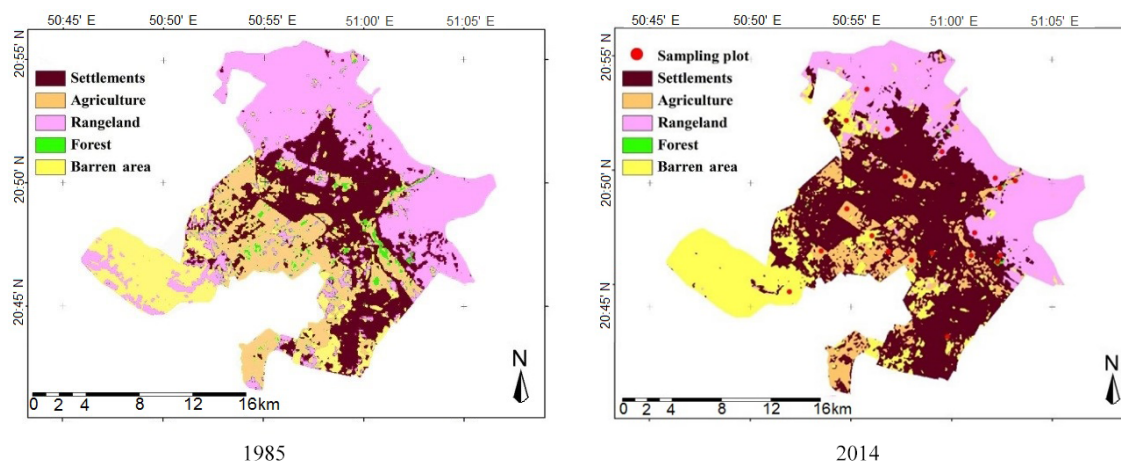 50:45' E 50:50' E 50:55' E 51:00' E 51:05' E
20:55' N
20:50' N
20:45' N
Settlements
Agriculture
Rangeland
Forest
Barren area
N
0 2 4 8 12 16km
1985
50:45' E 50:50' E 50:55' E 51:00' E 51:05' E
20:55' N
20:50' N
20:45' N
Sampling plot
Settlements
Agriculture
Rangeland
Forest
Barren area
N
0 2 4 8 12 16km
2014